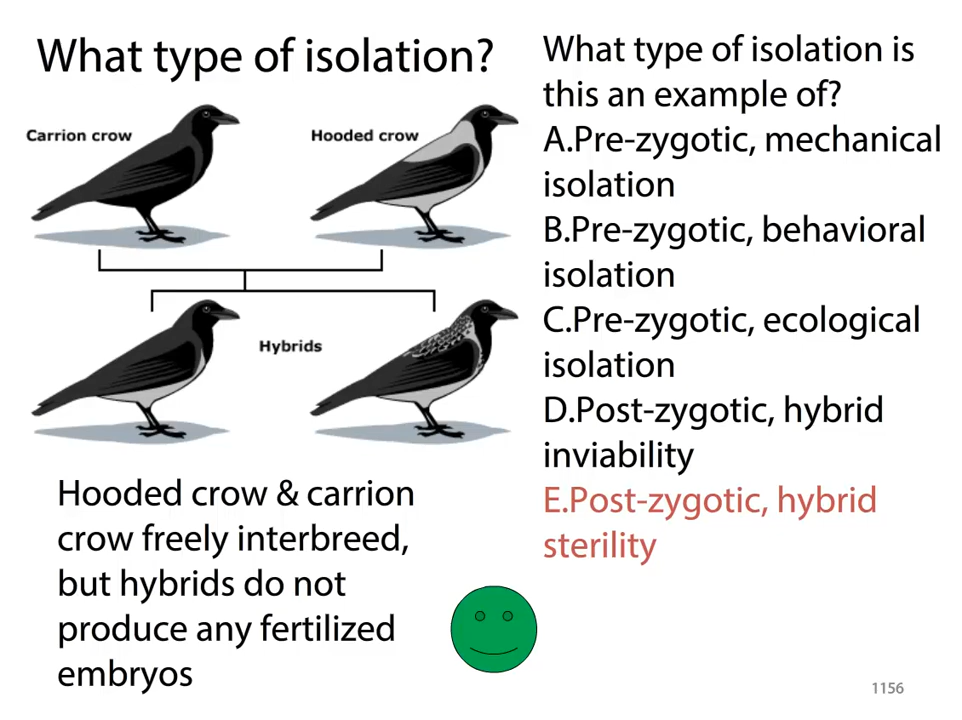 What type of isolation?
Carrion crow
Hooded crow
Hybrids
Hooded crow & carrion
crow freely interbreed,
but hybrids do not
produce any fertilized
embryos
What type of isolation is
this an example of?
A.Pre-zygotic, mechanical
isolation
B.Pre-zygotic, behavioral
isolation
C.Pre-zygotic, ecological
isolation
D.Post-zygotic, hybrid
inviability
E.Post-zygotic, hybrid
sterility
1156